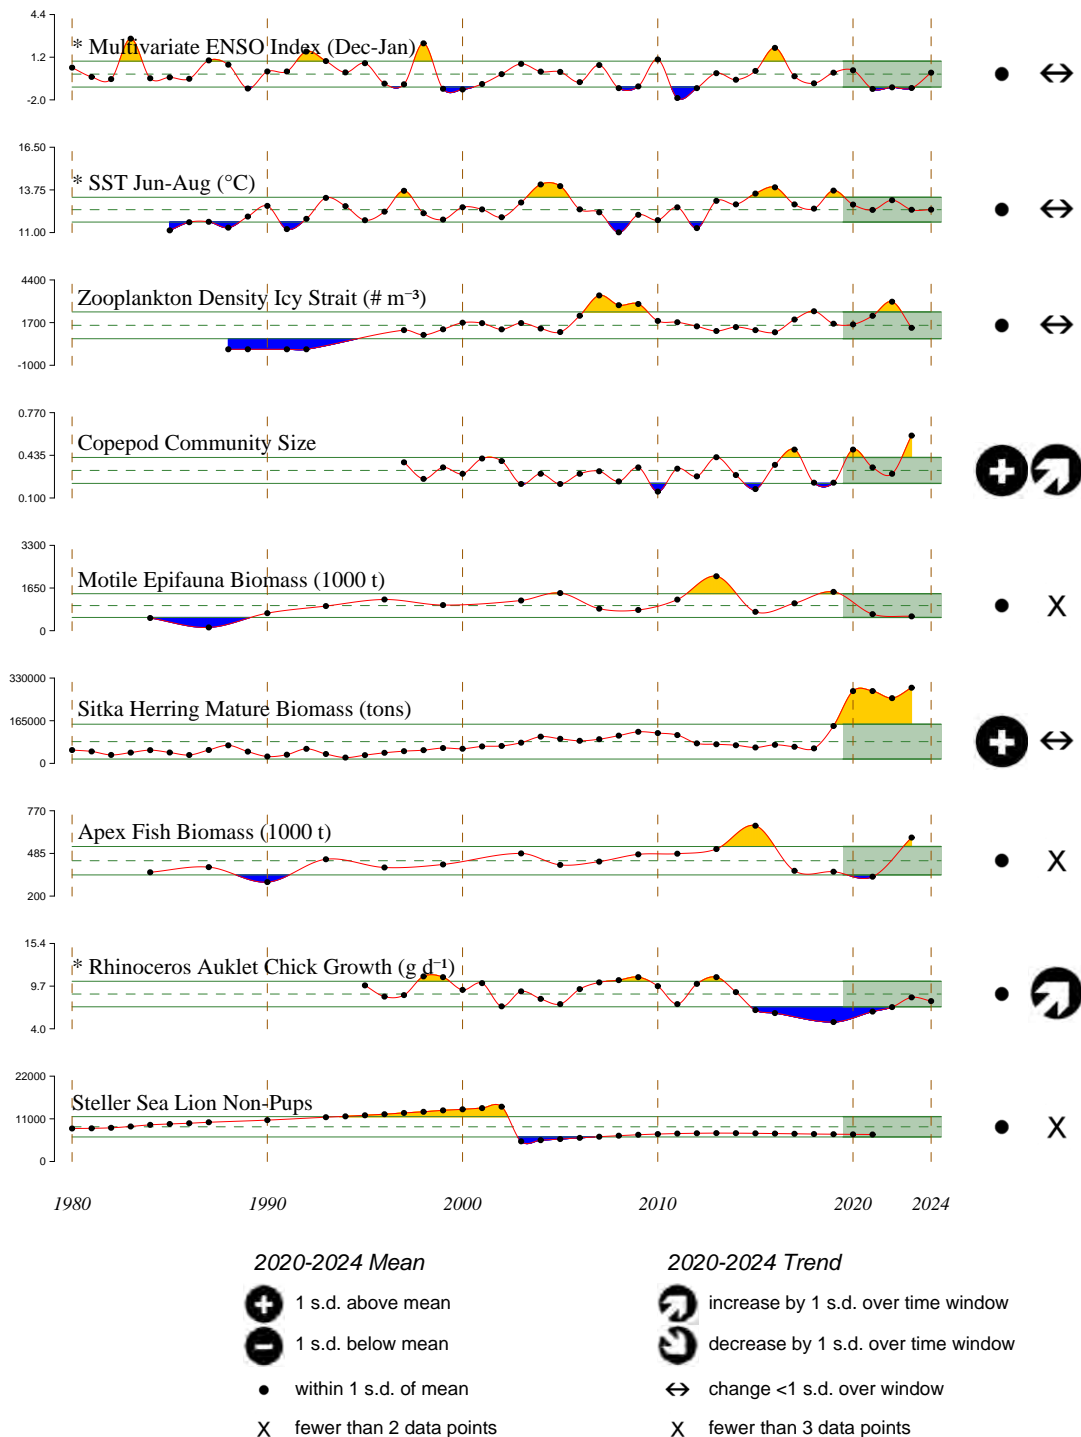 4.4
* Multivariate ENSO Index (Dec-Jan)
1.2
-2.0
16.50
* SST Jun-Aug (°C)
13.75
11.00
4400
Zooplankton Density Icy Strait (# m⁻³)
1700
-1000
0.770
Copepod Community Size
0.435
0.100
3300
Motile Epifauna Biomass (1000 t)
1650
X
0
330000
Sitka Herring Mature Biomass (tons)
165000
0
770
Apex Fish Biomass (1000 t)
485
X
200
15.4
* Rhinoceros Auklet Chick Growth (g d⁻¹)
9.7
4.0
22000
Steller Sea Lion Non-Pups
11000
X
0
1980 1990 2000 2010 2020 2024
2020-2024 Mean 2020-2024 Trend
1 s.d. above mean increase by 1 s.d. over time window
1 s.d. below mean decrease by 1 s.d. over time window
• within 1 s.d. of mean ↔ change <1 s.d. over window
X fewer than 2 data points X fewer than 3 data points